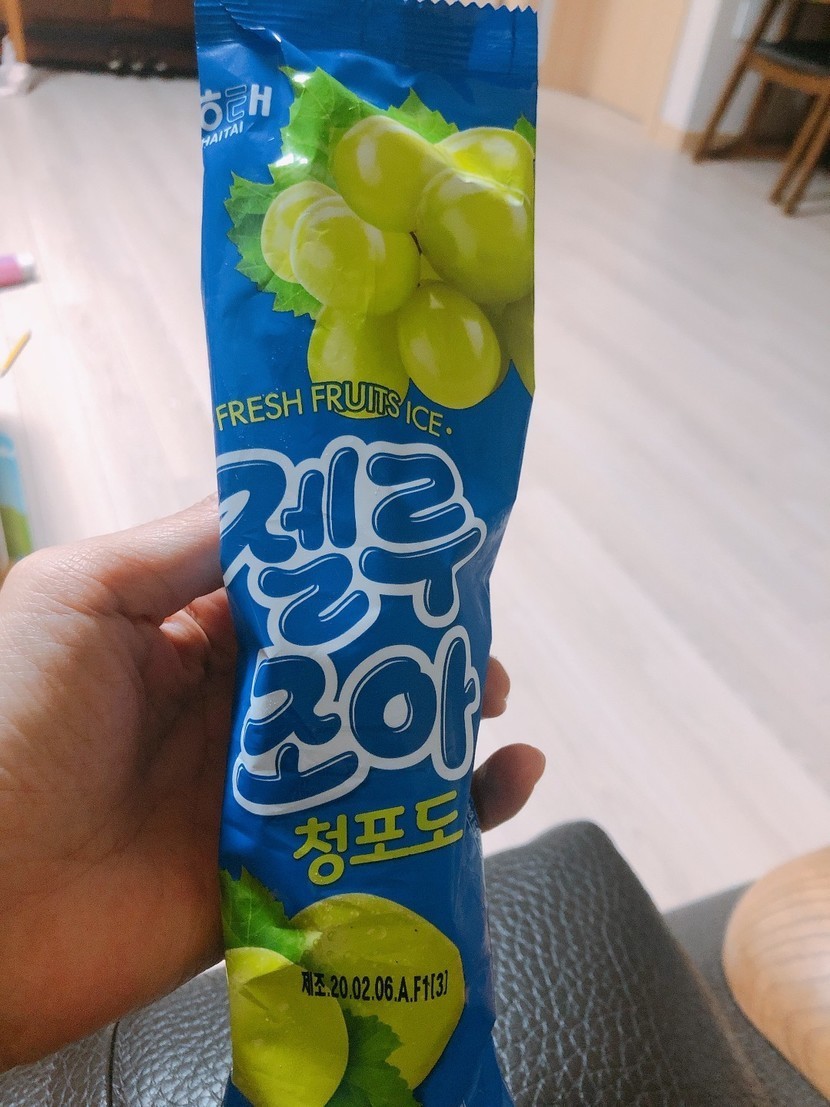 해태
HAITAI
FRESH FRUITS ICE.
젤루
조아
청포도
제조.20.02.06.A.F1[3]